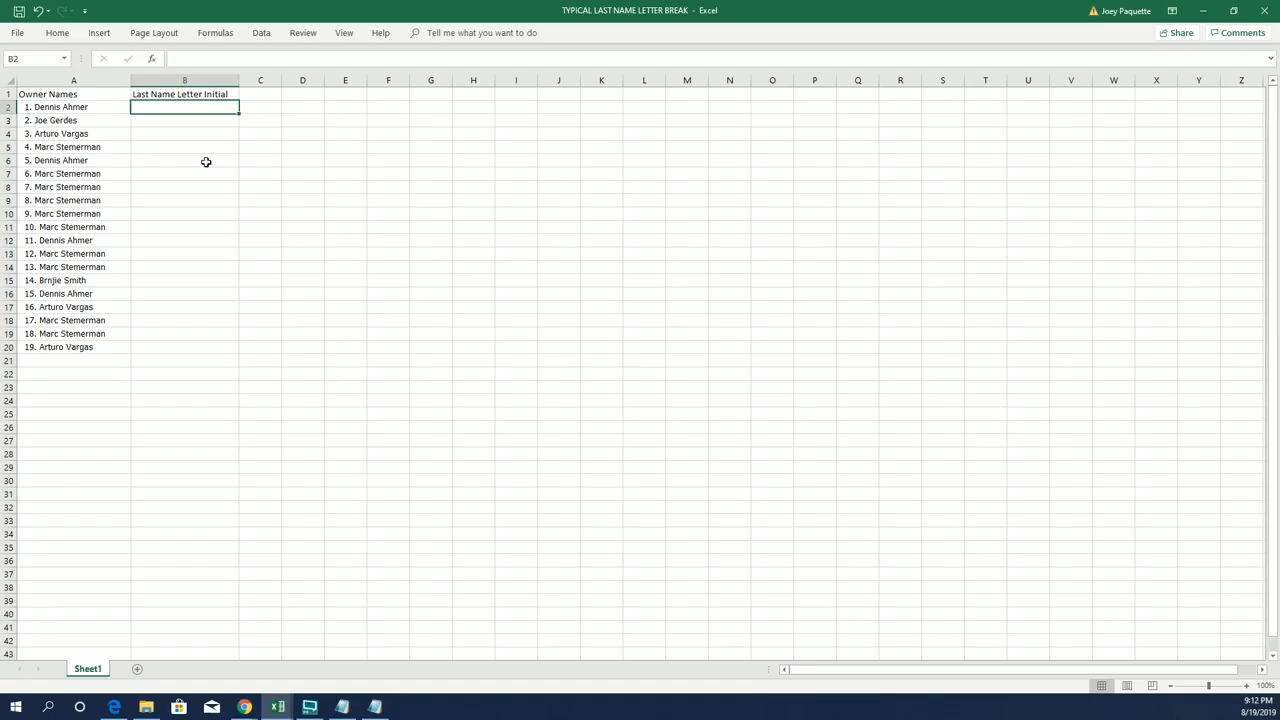 TYPICAL LAST NAME LETTER BREAK - Excel
Joey Paquette
File Home Insert Page Layout Formulas Data Review View Help Tell me what you want to do
Share Comments
B2 fx
A B C D E F G H I J K L M N O P Q R S T U V W X Y Z
1 Owner Names Last Name Letter Initial
2 1. Dennis Ahmer
3 2. Joe Gerdes
4 3. Arturo Vargas
5 4. Marc Stemerman
6 5. Dennis Ahmer
7 6. Marc Stemerman
8 7. Marc Stemerman
9 8. Marc Stemerman
10 9. Marc Stemerman
11 10. Marc Stemerman
12 11. Dennis Ahmer
13 12. Marc Stemerman
14 13. Marc Stemerman
15 14. Brnjie Smith
16 15. Dennis Ahmer
17 16. Arturo Vargas
18 17. Marc Stemerman
19 18. Marc Stemerman
20 19. Arturo Vargas
21
22
23
24
25
26
27
28
29
30
31
32
33
34
35
36
37
38
39
40
41
42
43
Sheet1
100%
9:12 PM
8/19/2019